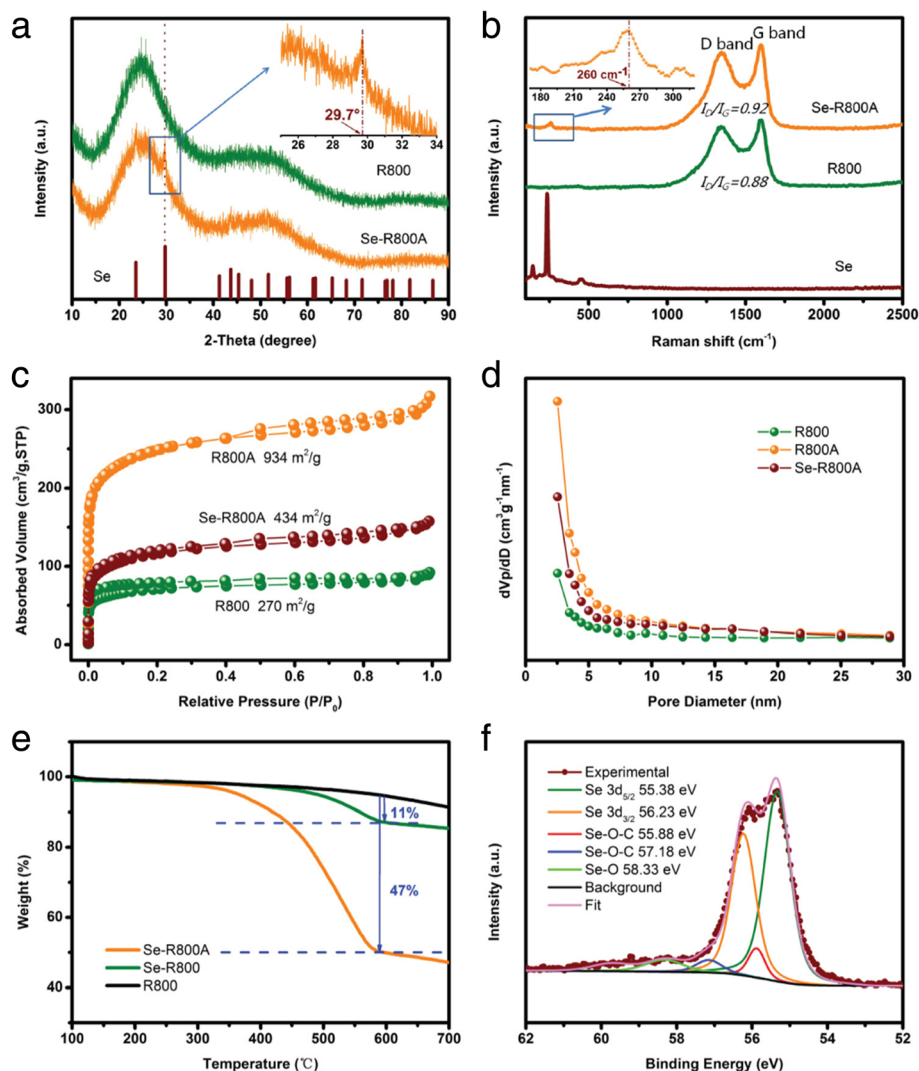 a
Intensity (a.u.)
29.7°
26 28 30 32 34
R800
Se-R800A
Se
10 20 30 40 50 60 70 80 90
2-Theta (degree)
b
Intensity (a.u.)
260 cm⁻¹
180 210 240 270 300
D band
G band
I_D/I_G=0.92
Se-R800A
R800
I_D/I_G=0.88
Se
500 1000 1500 2000 2500
Raman shift (cm⁻¹)
c
Absorbed Volume (cm³/g,STP)
300
200
100
0
R800A 934 m²/g
Se-R800A 434 m²/g
R800 270 m²/g
0.0 0.2 0.4 0.6 0.8 1.0
Relative Pressure (P/P₀)
d
dVp/dD (cm³g⁻¹nm⁻¹)
R800
R800A
Se-R800A
0 5 10 15 20 25 30
Pore Diameter (nm)
e
Weight (%)
100
80
60
40
11%
47%
Se-R800A
Se-R800
R800
100 200 300 400 500 600 700
Temperature (℃)
f
Intensity (a.u.)
Experimental
Se 3d₅/₂ 55.38 eV
Se 3d₃/₂ 56.23 eV
Se-O-C 55.88 eV
Se-O-C 57.18 eV
Se-O 58.33 eV
Background
Fit
62 60 58 56 54 52
Binding Energy (eV)